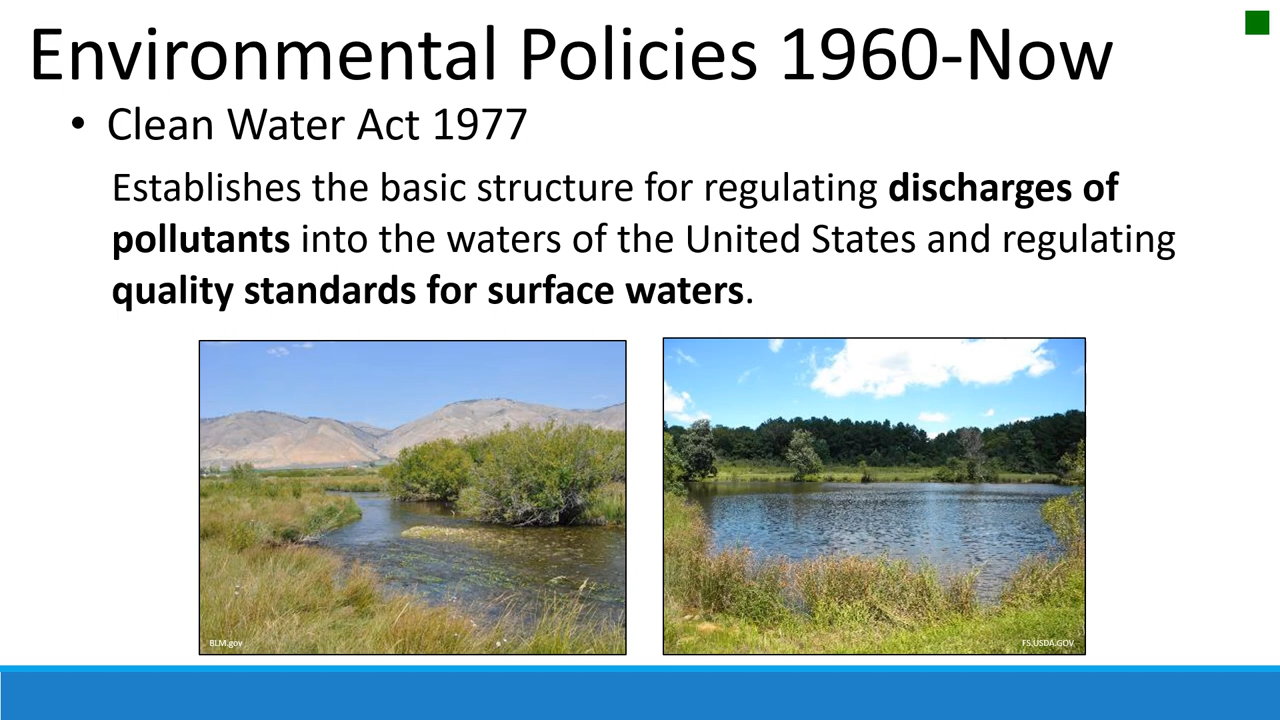 Environmental Policies 1960-Now
• Clean Water Act 1977
Establishes the basic structure for regulating discharges of
pollutants into the waters of the United States and regulating
quality standards for surface waters.
BLM.gov
FS.USDA.GOV